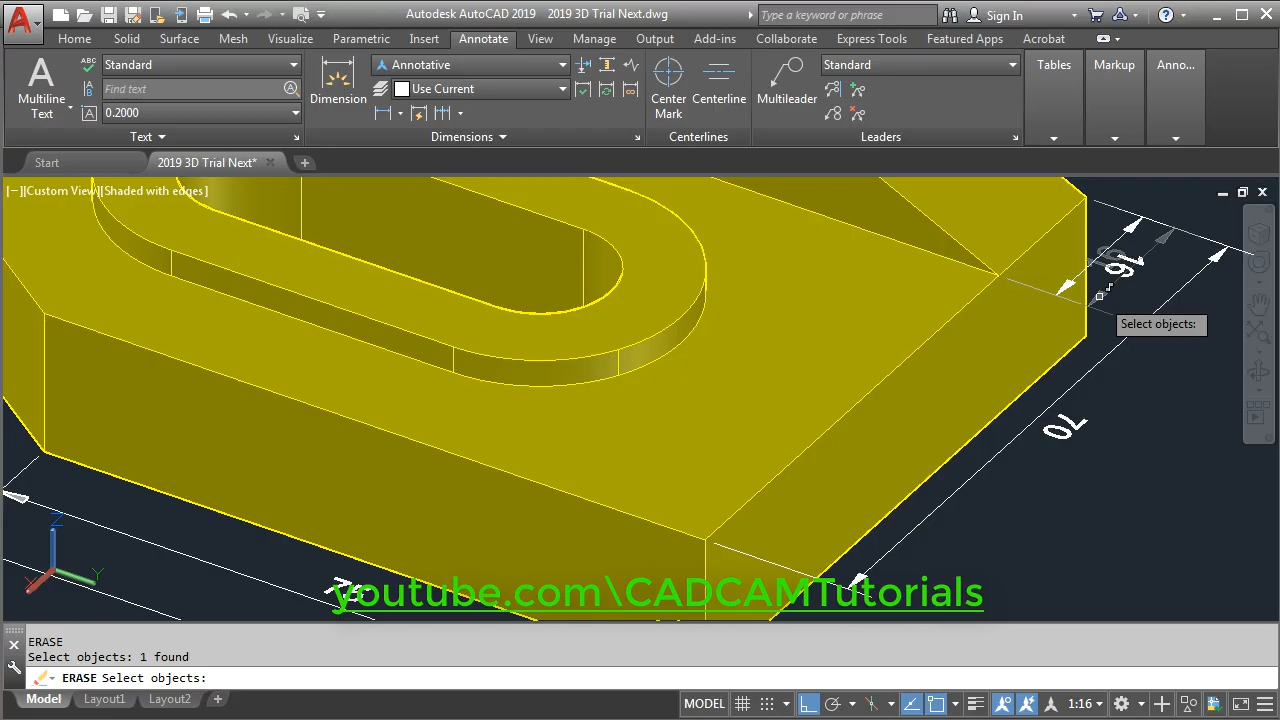 Autodesk AutoCAD 2019 2019 3D Trial Next.dwg
Type a keyword or phrase
Sign In
Home Solid Surface Mesh Visualize Parametric Insert Annotate View Manage Output Add-ins Collaborate Express Tools Featured Apps Acrobat
Multiline Text
ABC
Standard
Find text
0.2000
Text
Dimension
Annotative
Use Current
Dimensions
Center Mark
Centerline
Centerlines
Multileader
Standard
Leaders
Tables
Markup
Anno...
Start
2019 3D Trial Next*
[−][Custom View][Shaded with edges]
16
Select objects:
70
Z
X
Y
youtube.com\CADCAMTutorials
ERASE
Select objects: 1 found
ERASE Select objects:
Model Layout1 Layout2
MODEL
1:16